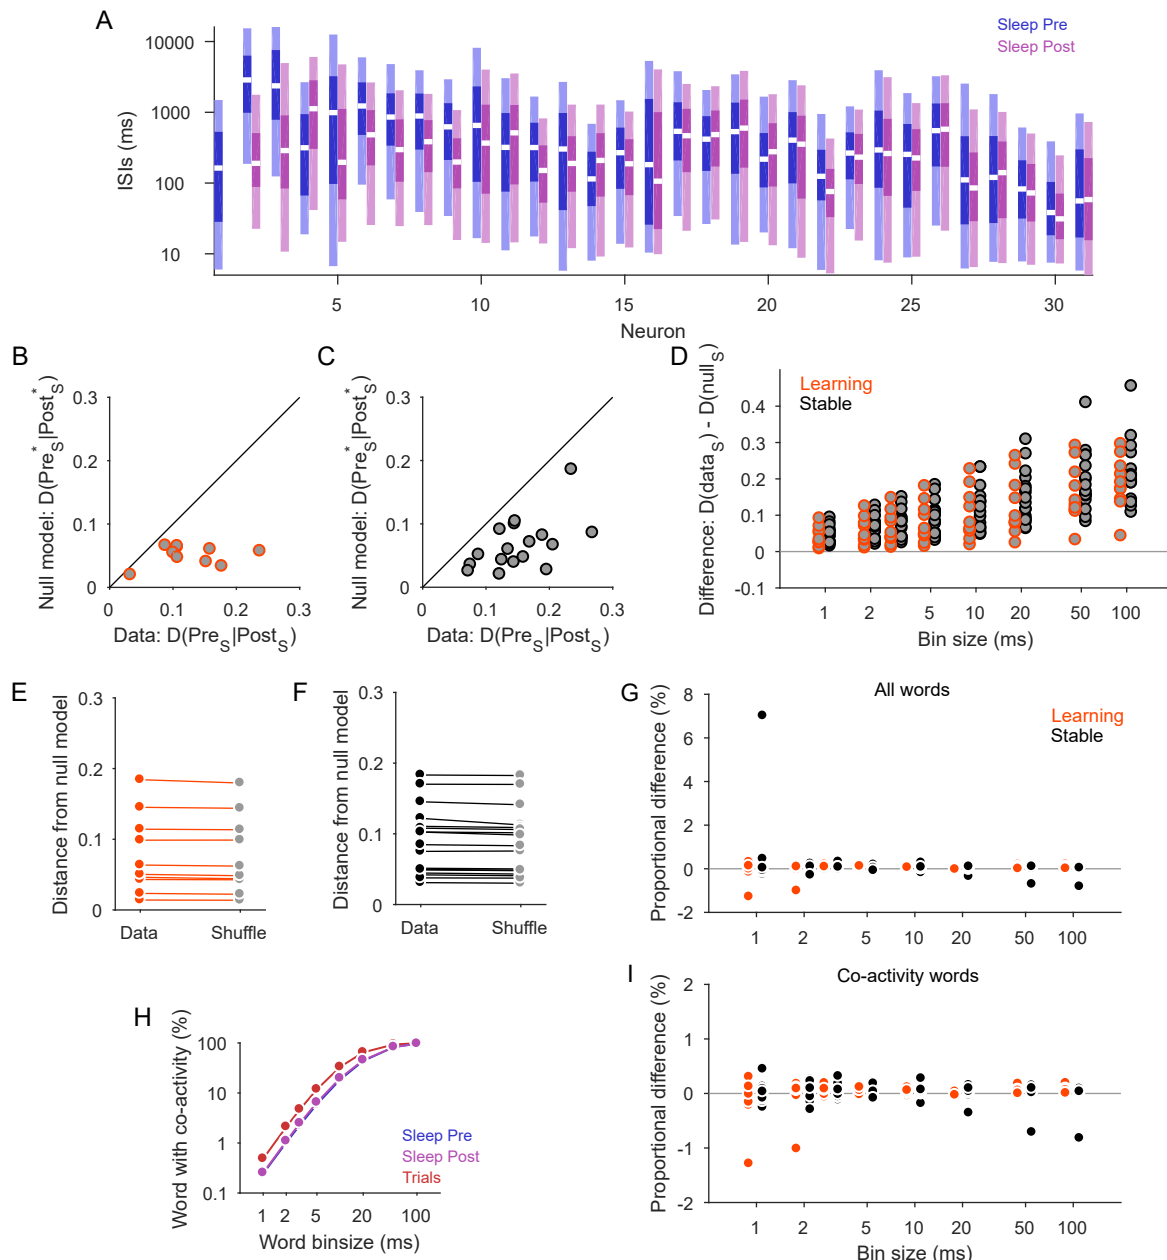 A
Sleep Pre
Sleep Post
ISIs (ms)
10000
1000
100
10
5
10
15
20
25
30
Neuron
B
Null model: D(Pre*S|Post*S)
0.3
0.2
0.1
0
0
0.1
0.2
0.3
Data: D(PreS|PostS)
C
Null model: D(Pre*S|Post*S)
0.3
0.2
0.1
0
0
0.1
0.2
0.3
Data: D(PreS|PostS)
D
Difference: D(dataS) - D(nullS)
Learning
Stable
0.4
0.3
0.2
0.1
0
-0.1
1
2
5
10
20
50
100
Bin size (ms)
E
Distance from null model
0.3
0.2
0.1
0
Data
Shuffle
F
Distance from null model
0.3
0.2
0.1
0
Data
Shuffle
G
All words
Proportional difference (%)
Learning
Stable
8
6
4
2
0
-2
1
2
5
10
20
50
100
H
Word with co-activity (%)
100
10
1
0.1
Sleep Pre
Sleep Post
Trials
1
2
5
20
100
Word binsize (ms)
I
Co-activity words
Proportional difference (%)
2
1
0
-1
-2
1
2
5
10
20
50
100
Bin size (ms)